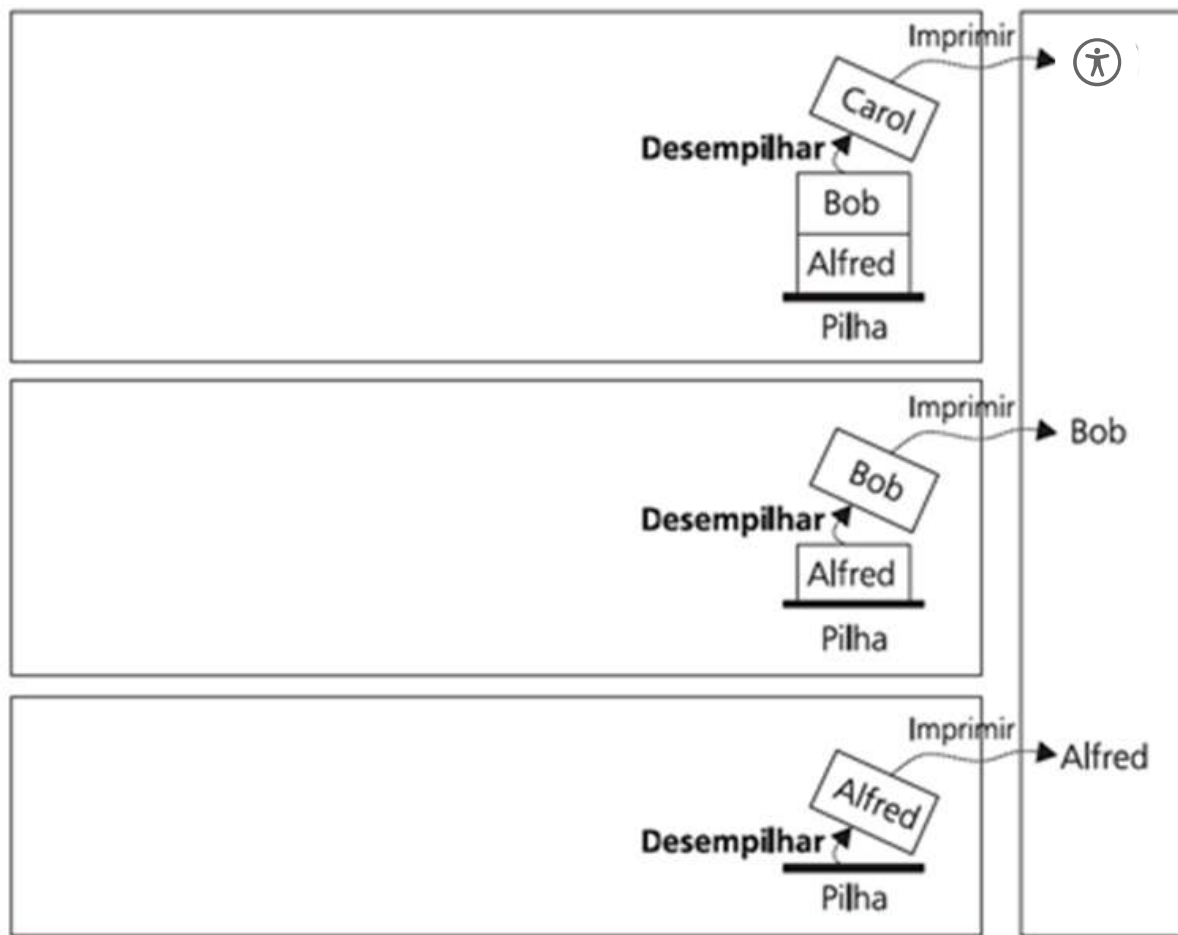 Imprimir
Carol
Desempilhar
Bob
Alfred
Pilha
Imprimir
Bob
Bob
Desempilhar
Alfred
Pilha
Imprimir
Alfred
Alfred
Desempilhar
Pilha